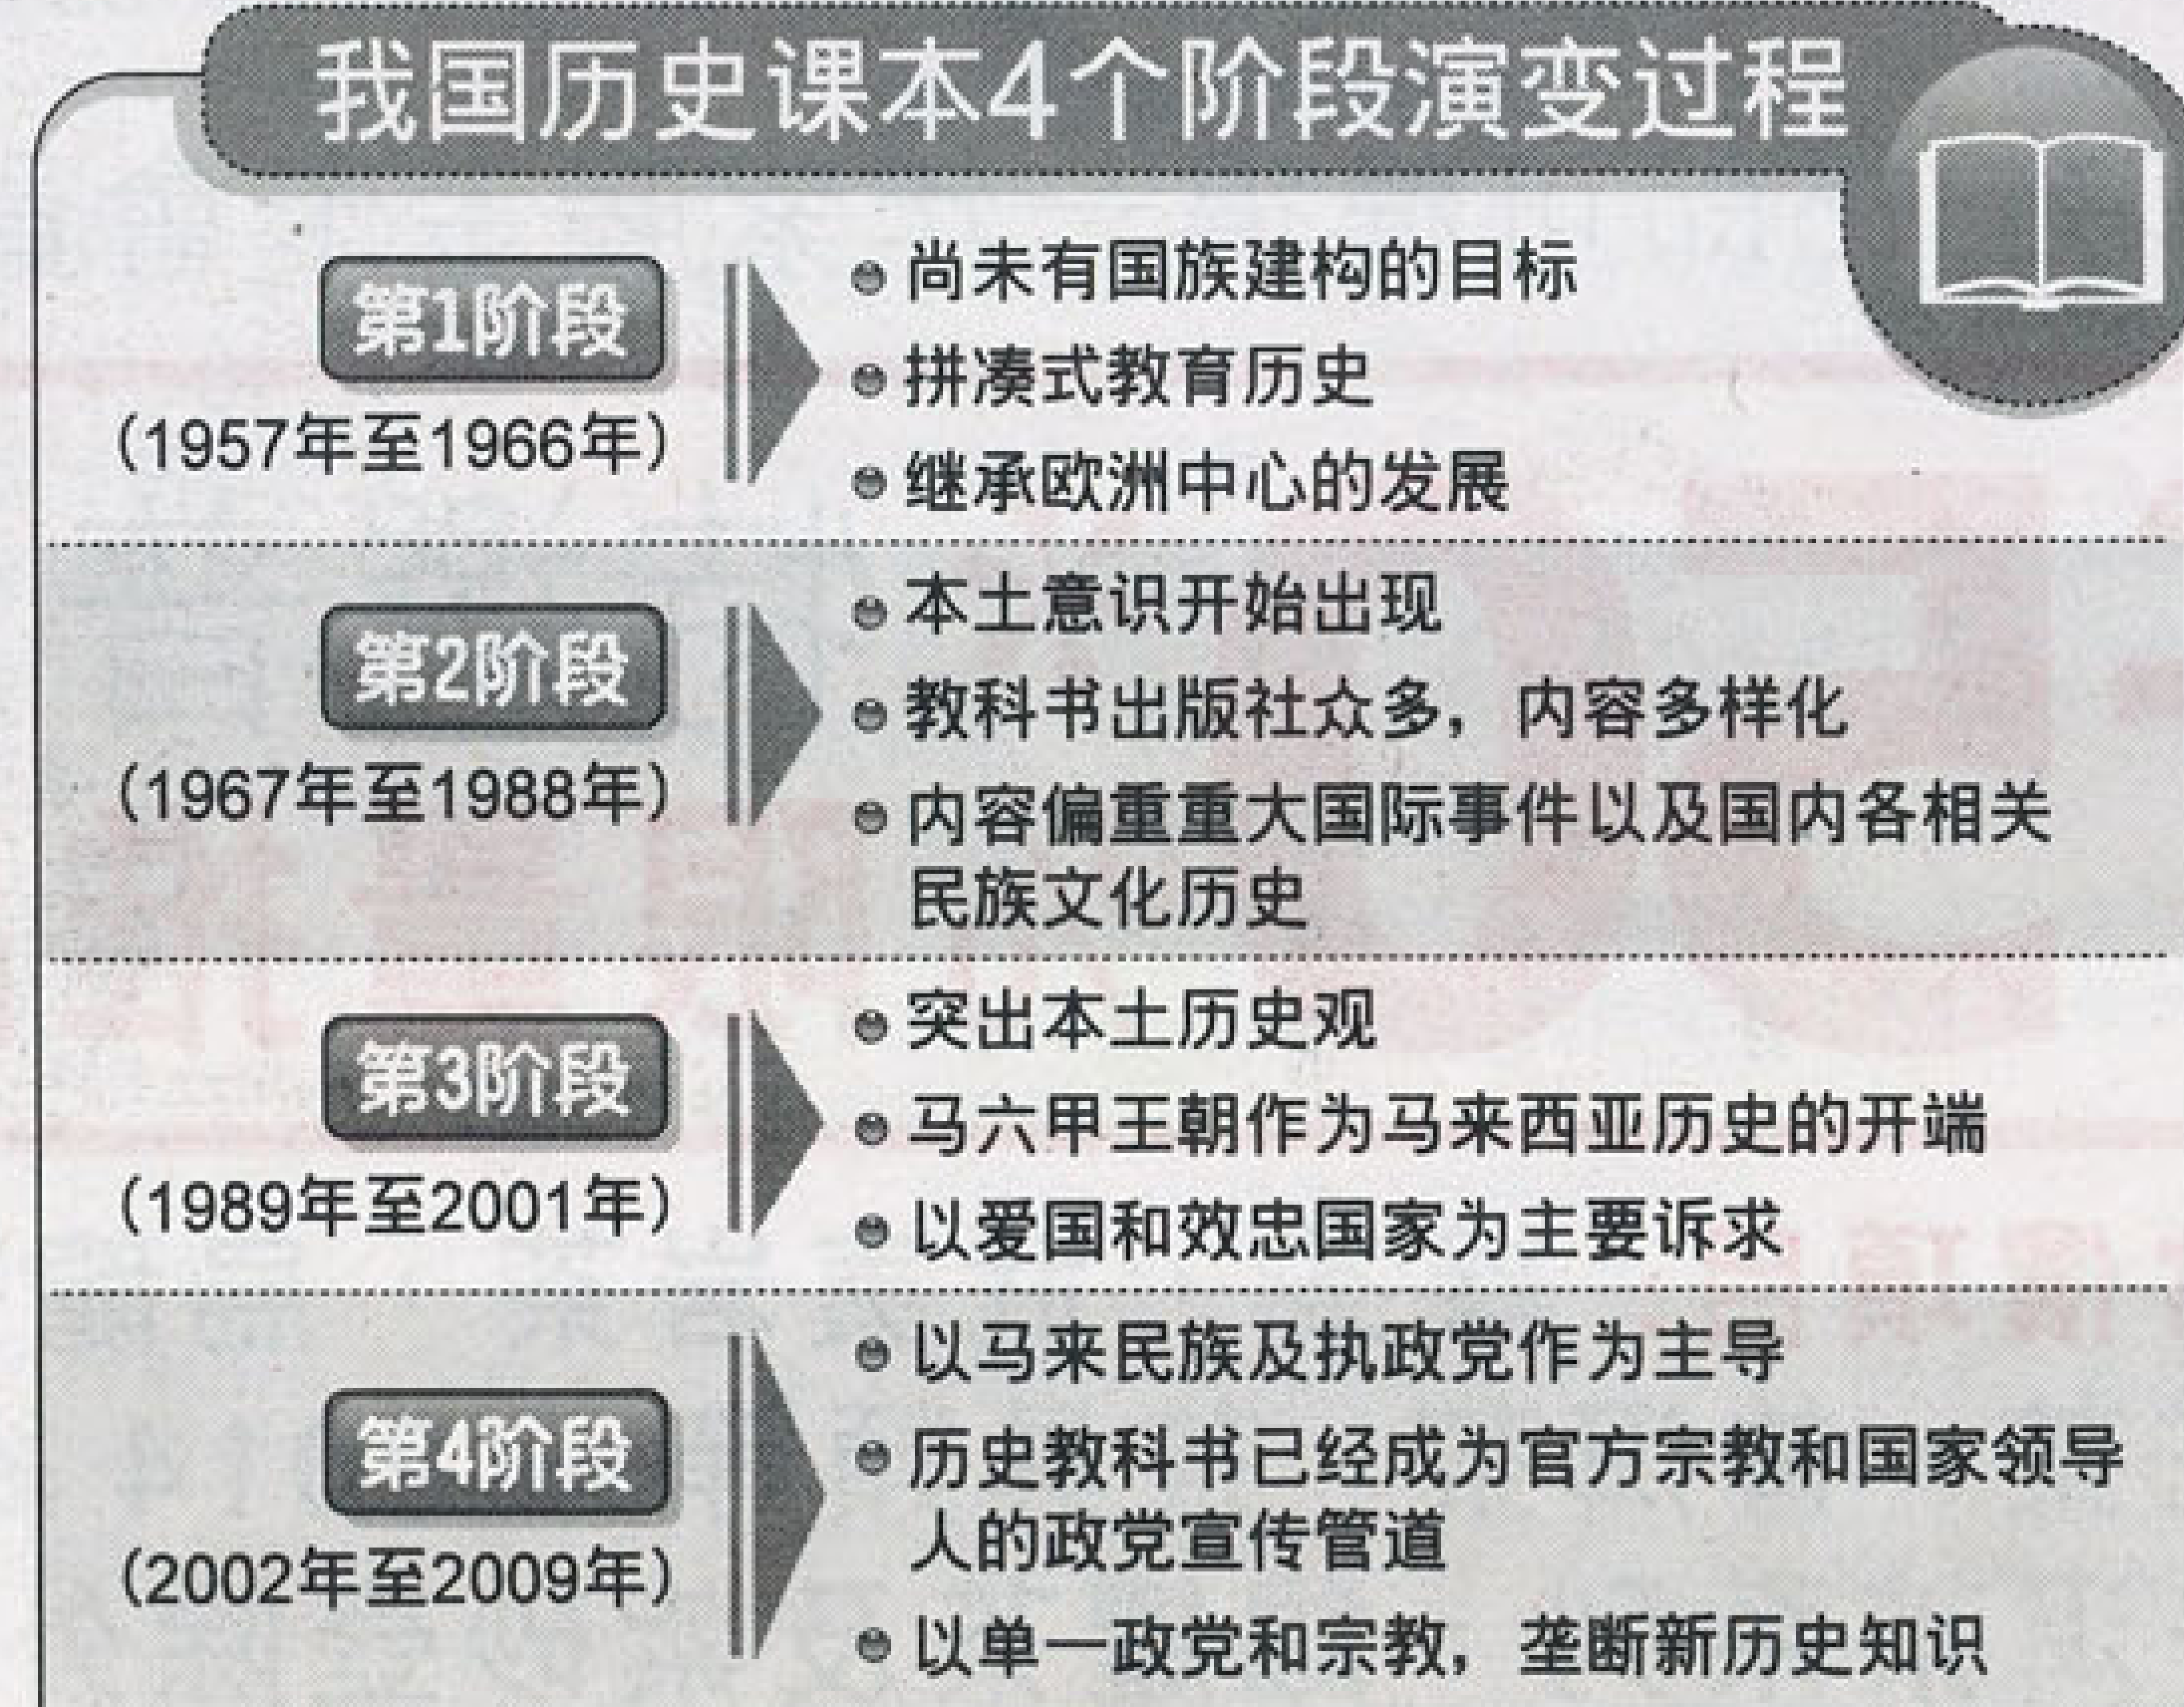 我国历史课本4个阶段演变过程
第1阶段
（1957年至1966年）
尚未有国族建构的目标
拼凑式教育历史
继承欧洲中心的发展
第2阶段
（1967年至1988年）
本土意识开始出现
教科书出版社众多，内容多样化
内容偏重重大国际事件以及国内各相关
民族文化历史
第3阶段
（1989年至2001年）
突出本土历史观
马六甲王朝作为马来西亚历史的开端
以爱国和效忠国家为主要诉求
第4阶段
（2002年至2009年）
以马来民族及执政党作为主导
历史教科书已经成为官方宗教和国家领导
人的政党宣传管道
以单一政党和宗教，垄断新历史知识